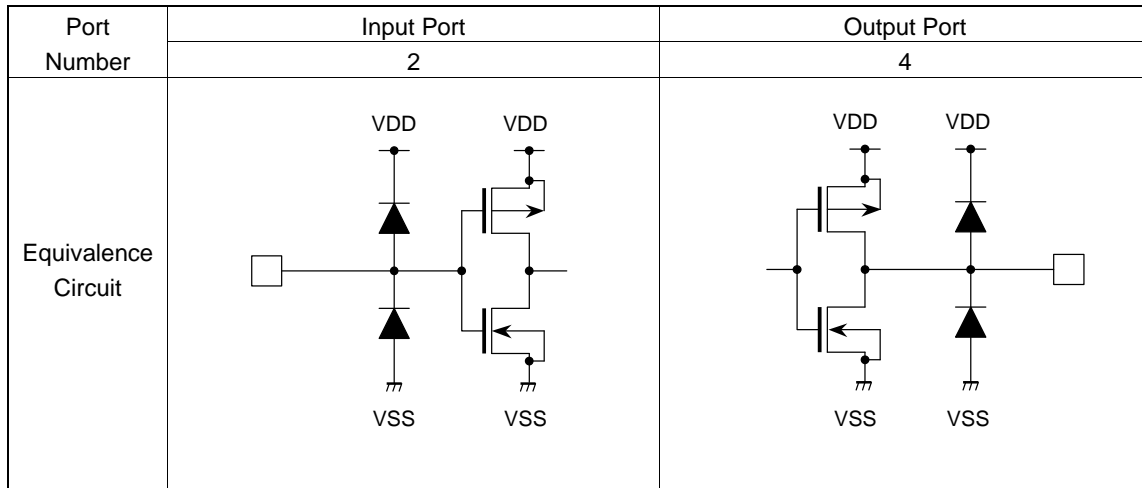 Port
Number
Input Port
Output Port
2
4
Equivalence
Circuit
VDD
VDD
VSS
VSS
VDD
VDD
VSS
VSS